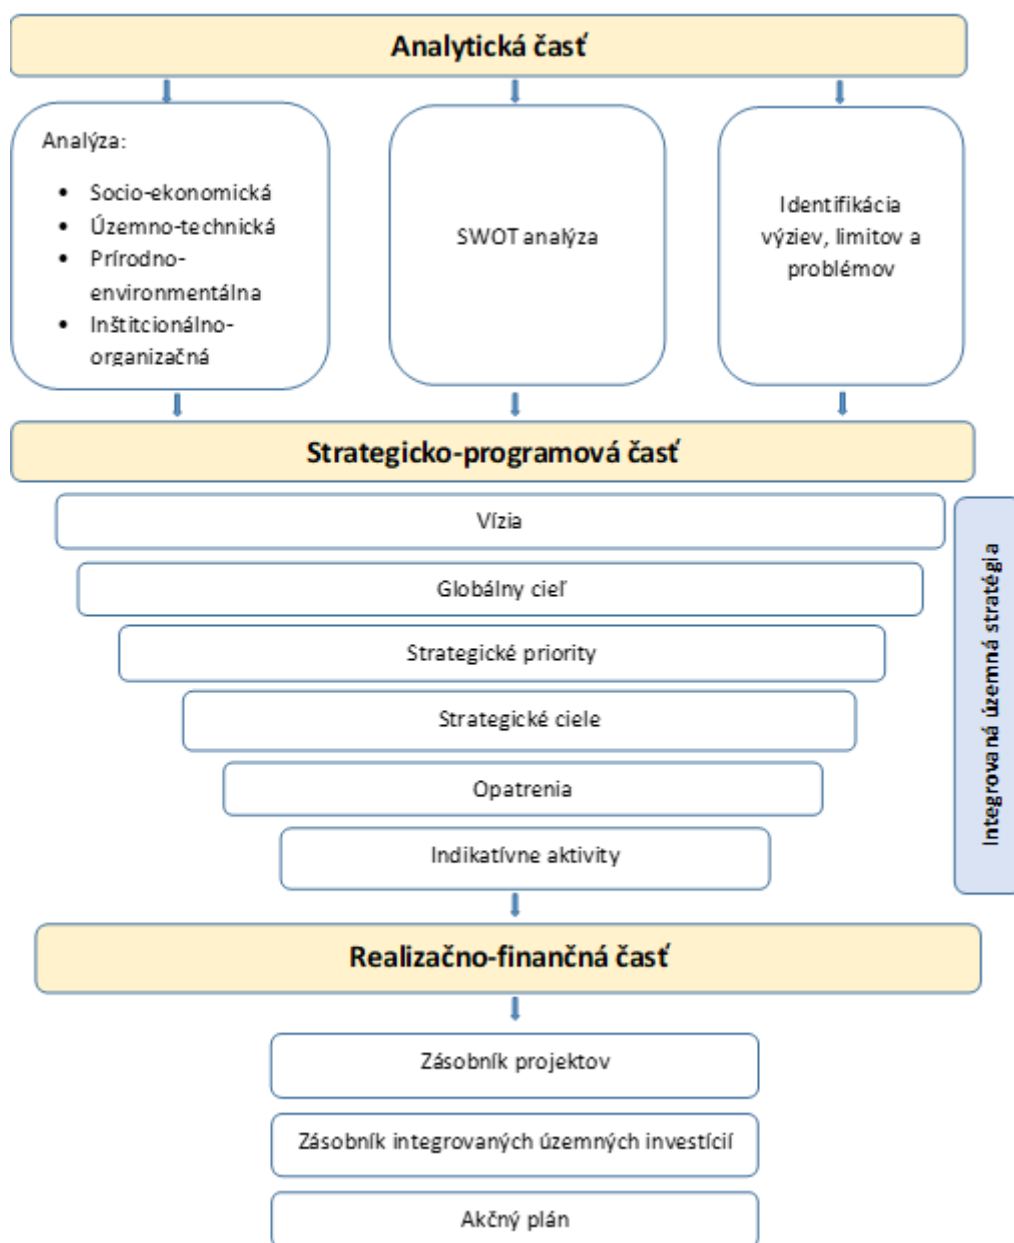 Analytická časť
Analýza:
• Socio-ekonomická
• Územno-technická
• Prírodno-
environmentálna
• Inštitcionálno-
organizačná
SWOT analýza
Identifikácia
výziev, limitov a
problémov
Strategicko-programová časť
Vízia
Globálny cieľ
Strategické priority
Strategické ciele
Opatrenia
Indikatívne aktivity
Integrovaná územná stratégia
Realizačno-finančná časť
Zásobník projektov
Zásobník integrovaných územných investícií
Akčný plán